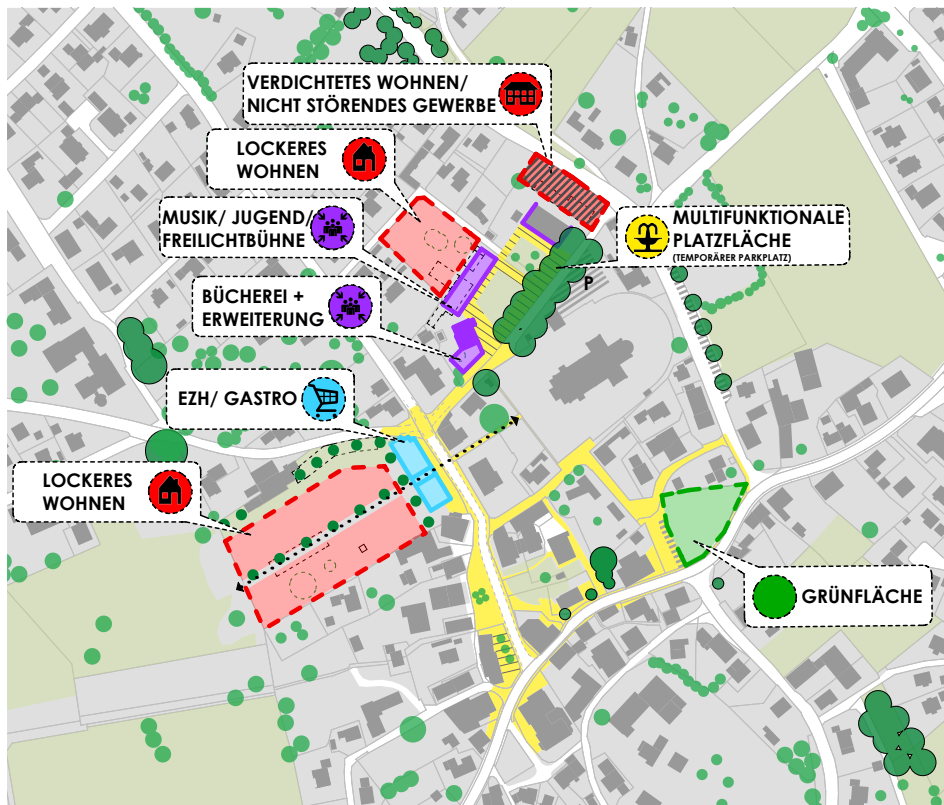 VERDICHTETES WOHNEN/
NICHT STÖRENDES GEWERBE
LOCKERES
WOHNEN
MUSIK/ JUGEND/
FREILICHTBÜHNE
MULTIFUNKTIONALE
PLATZFLÄCHE
(TEMPORÄRER PARKPLATZ)
P
BÜCHEREI +
ERWEITERUNG
EZH/ GASTRO
LOCKERES
WOHNEN
GRÜNFLÄCHE